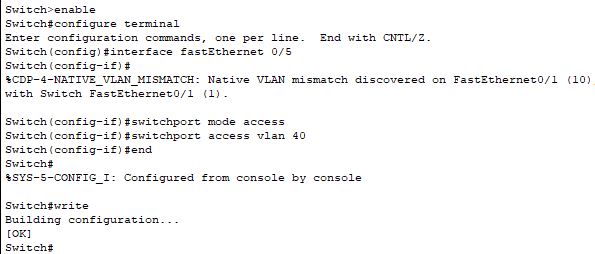 Switch>enable
Switch#configure terminal
Enter configuration commands, one per line.  End with CNTL/Z.
Switch(config)#interface fastEthernet 0/5
Switch(config-if)#
%CDP-4-NATIVE_VLAN_MISMATCH: Native VLAN mismatch discovered on FastEthernet0/1 (10),
with Switch FastEthernet0/1 (1).
Switch(config-if)#switchport mode access
Switch(config-if)#switchport access vlan 40
Switch(config-if)#end
Switch#
%SYS-5-CONFIG_I: Configured from console by console
Switch#write
Building configuration...
[OK]
Switch#